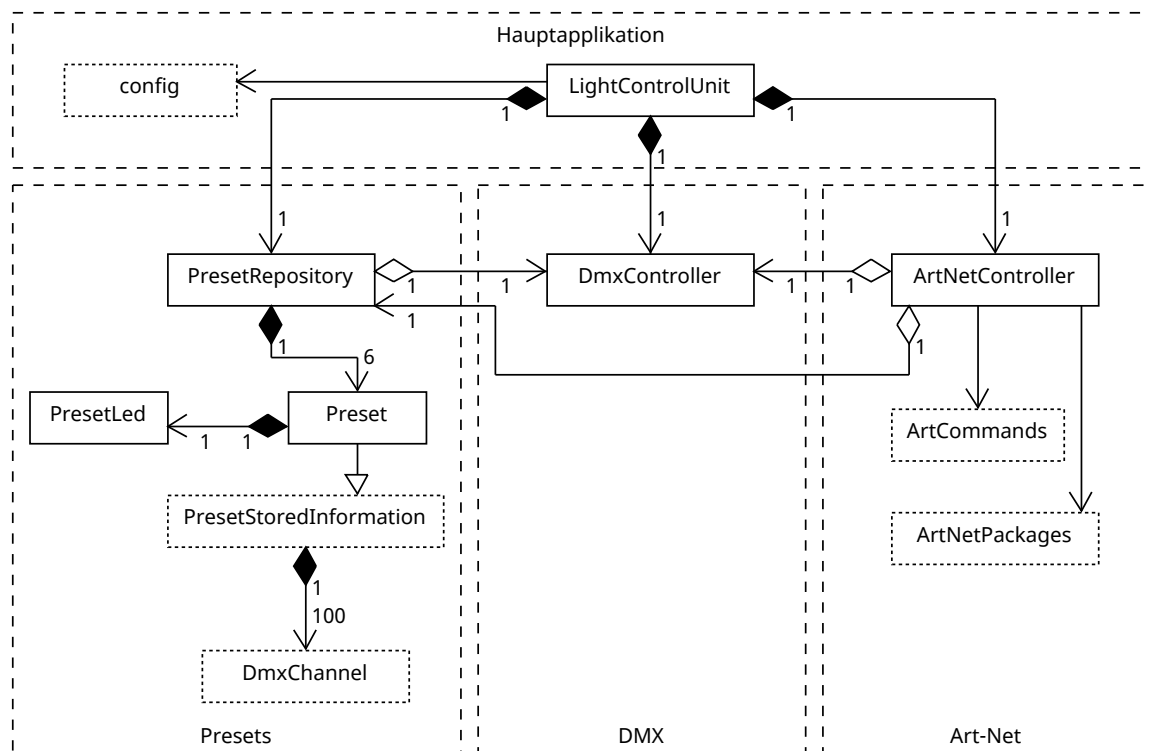 Hauptapplikation
config
LightControlUnit
1
1
1
1
1
1
PresetRepository
DmxController
ArtNetController
1
1
1
1
1
1
1
6
PresetLed
Preset
1
1
ArtCommands
PresetStoredInformation
ArtNetPackages
1
100
DmxChannel
Presets
DMX
Art-Net